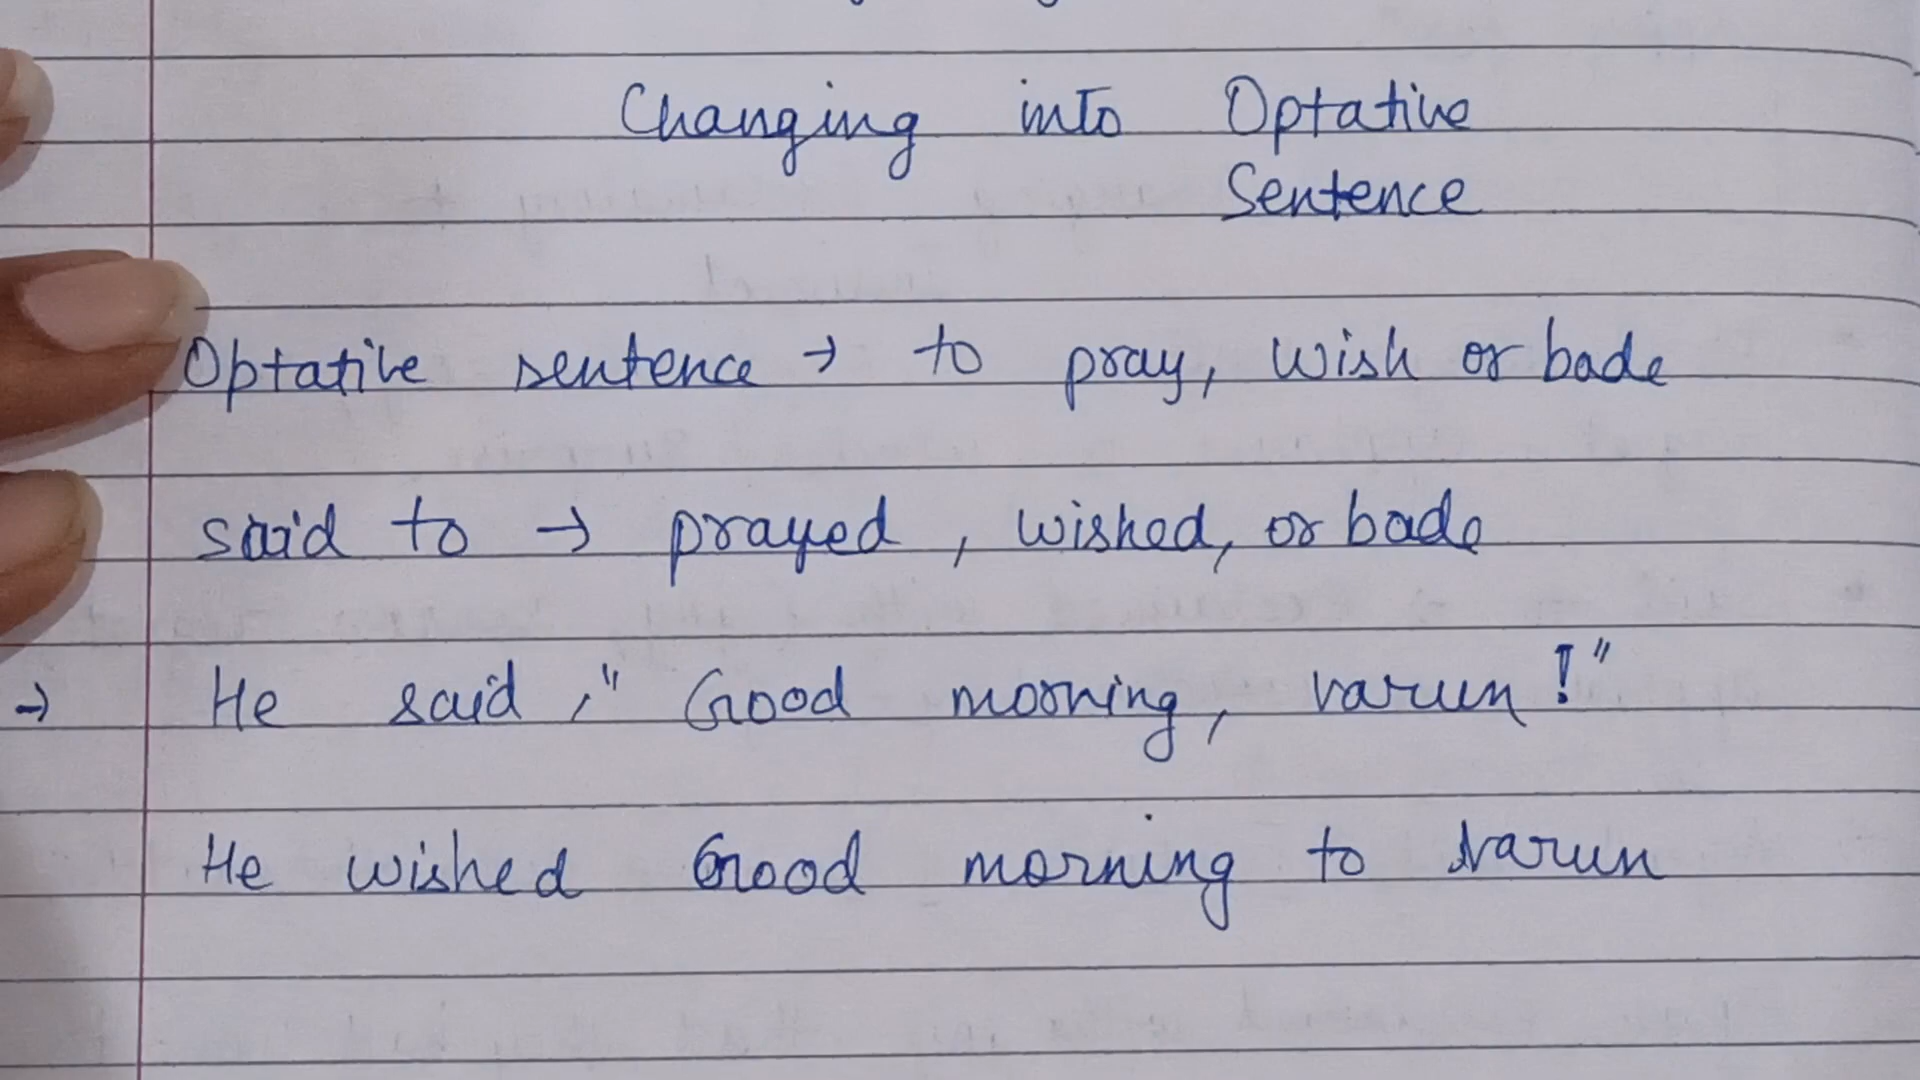 Changing into Optative
Sentence
Optative sentence → to pray, wish or bade
said to → prayed, wished, or bade
→ He said, " Good morning, varun!"
He wished Good morning to Varun